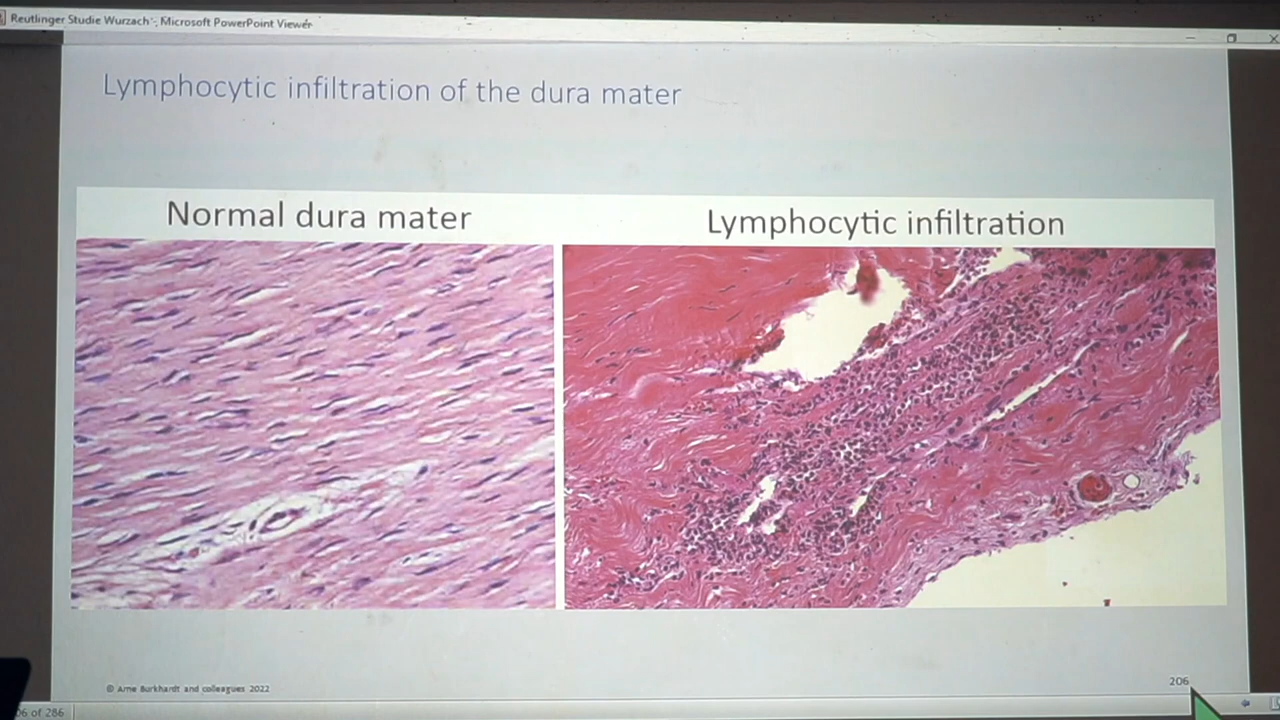 Reutlinger Studie Wurzach - Microsoft PowerPoint Viewer
Lymphocytic infiltration of the dura mater
Normal dura mater
Lymphocytic infiltration
© Arne Burkhardt and colleagues 2022
206
of 286